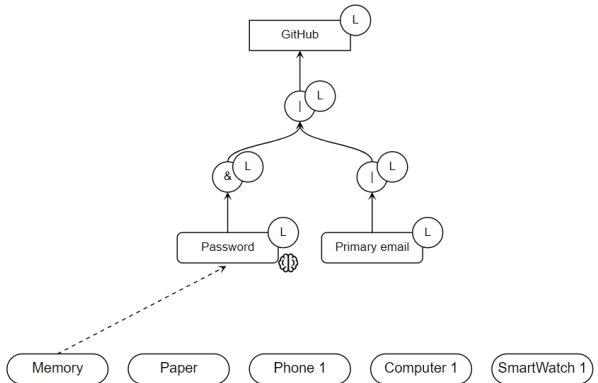 L
GitHub
L
|
L
&
L
|
L
Password
L
Primary email
Memory
Paper
Phone 1
Computer 1
SmartWatch 1